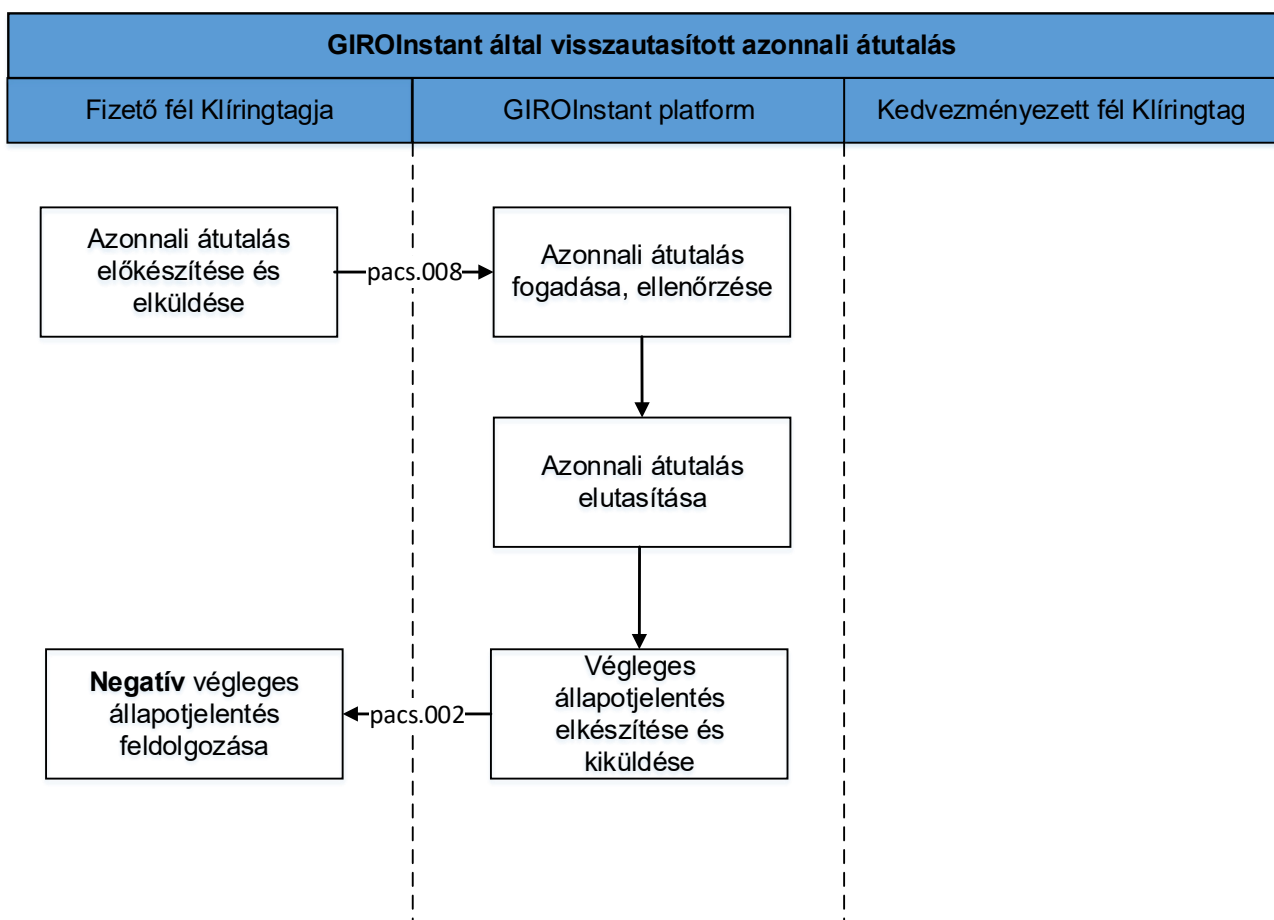 GIROInstant által visszautasított azonnali átutalás
Fizető fél Klíringtagja
GIROInstant platform
Kedvezményezett fél Klíringtag
Azonnali átutalás
előkészítése és
elküldése
pacs.008
Azonnali átutalás
fogadása, ellenőrzése
Azonnali átutalás
elutasítása
Negatív végleges
állapotjelentés
feldolgozása
pacs.002
Végleges
állapotjelentés
elkészítése és
kiküldése